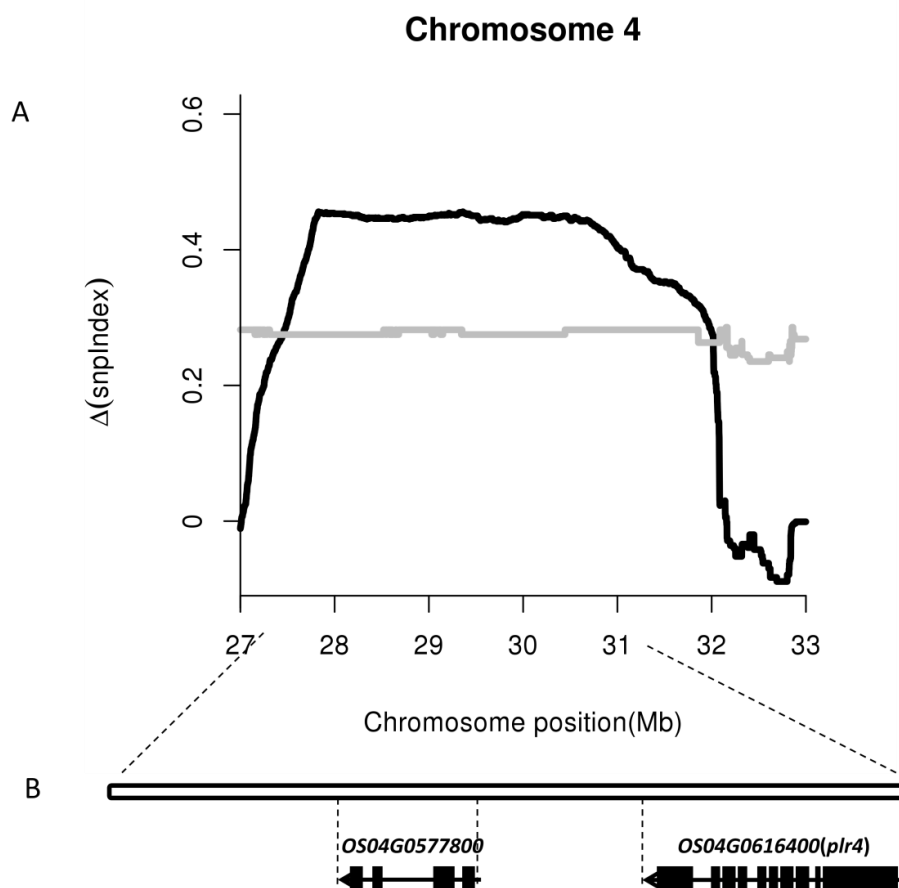 Chromosome 4
A
Δ(snpIndex)
0.6
0.4
0.2
0
27 28 29 30 31 32 33
Chromosome position(Mb)
B
OS04G0577800
OS04G0616400(plr4)